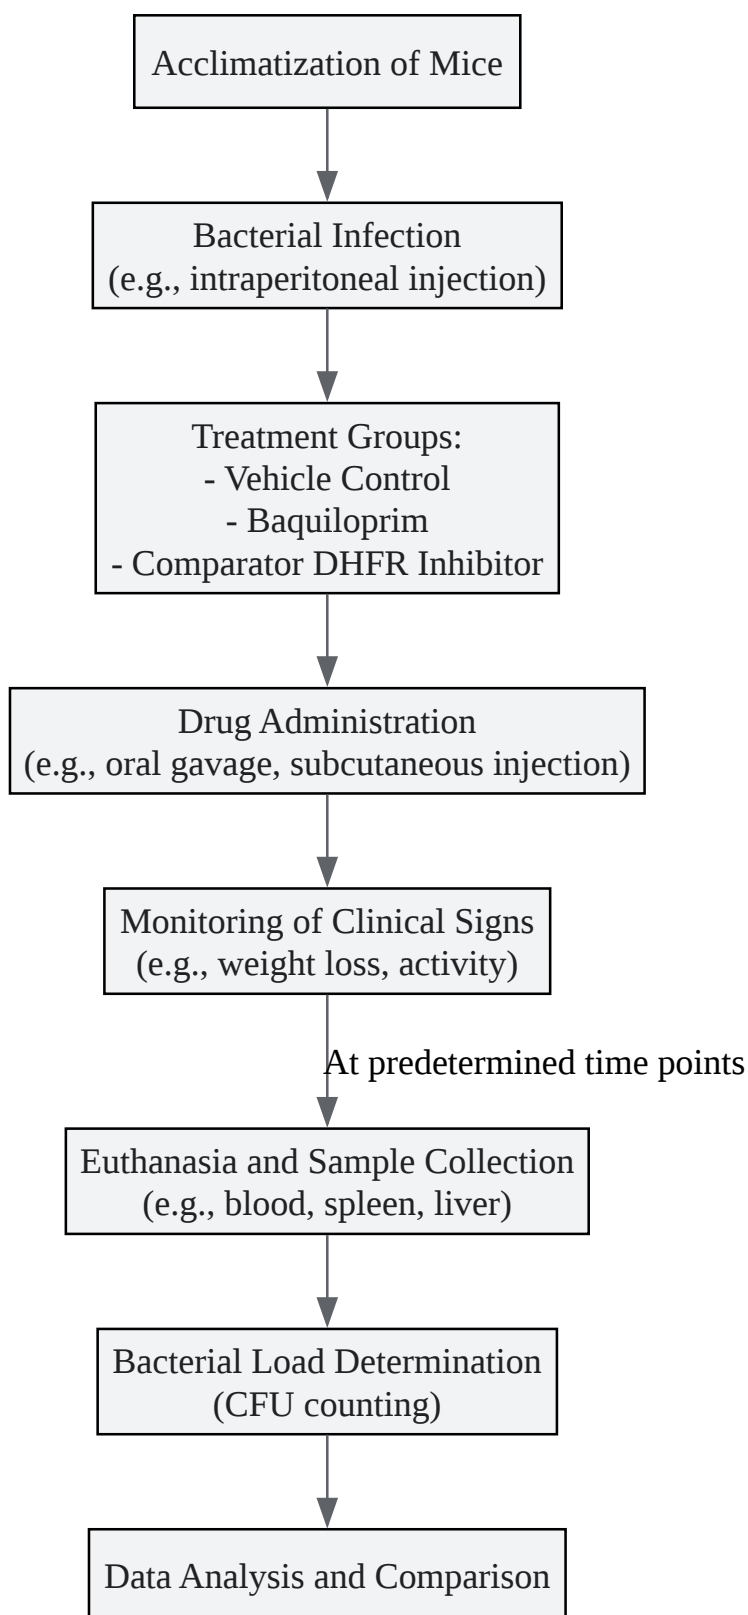 Acclimatization of Mice
Bacterial Infection
(e.g., intraperitoneal injection)
Treatment Groups:
- Vehicle Control
- Baquiloprim
- Comparator DHFR Inhibitor
Drug Administration
(e.g., oral gavage, subcutaneous injection)
Monitoring of Clinical Signs
(e.g., weight loss, activity)
At predetermined time points
Euthanasia and Sample Collection
(e.g., blood, spleen, liver)
Bacterial Load Determination
(CFU counting)
Data Analysis and Comparison